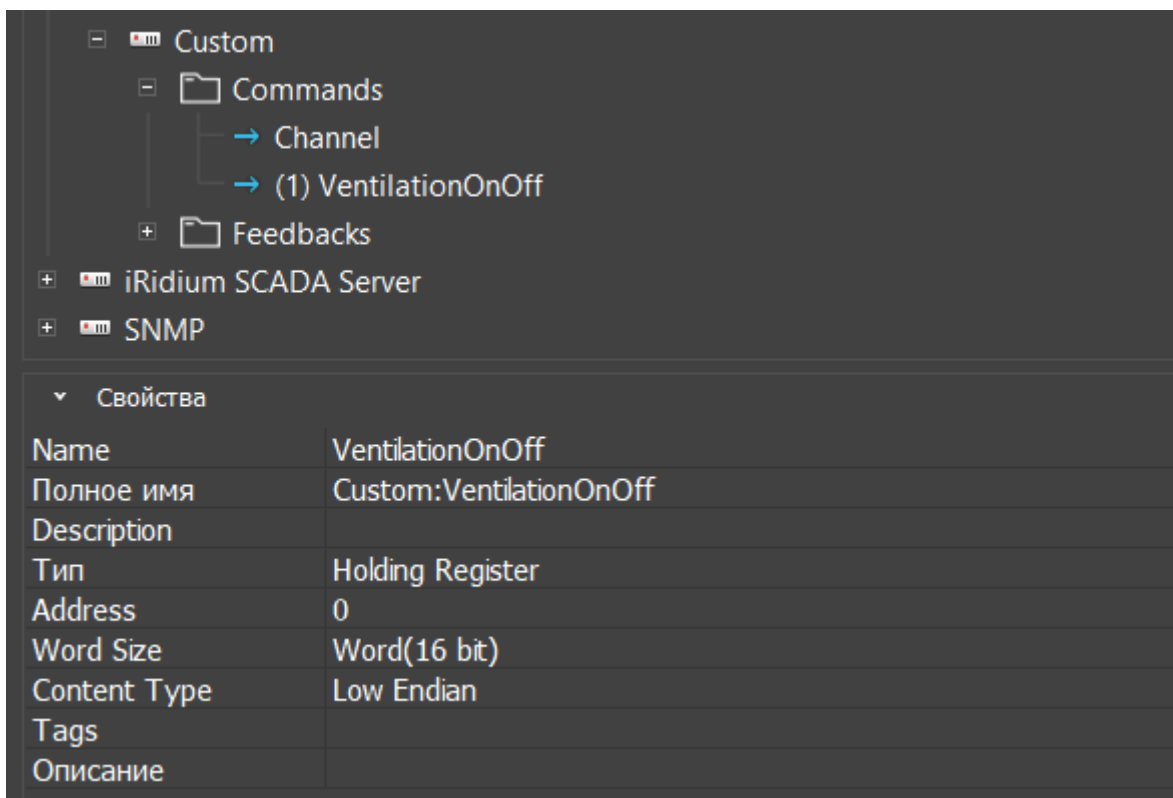 Custom
Commands
Channel
(1) VentilationOnOff
Feedbacks
iRidium SCADA Server
SNMP
Свойства
Name VentilationOnOff
Полное имя Custom:VentilationOnOff
Description
Тип Holding Register
Address 0
Word Size Word(16 bit)
Content Type Low Endian
Tags
Описание